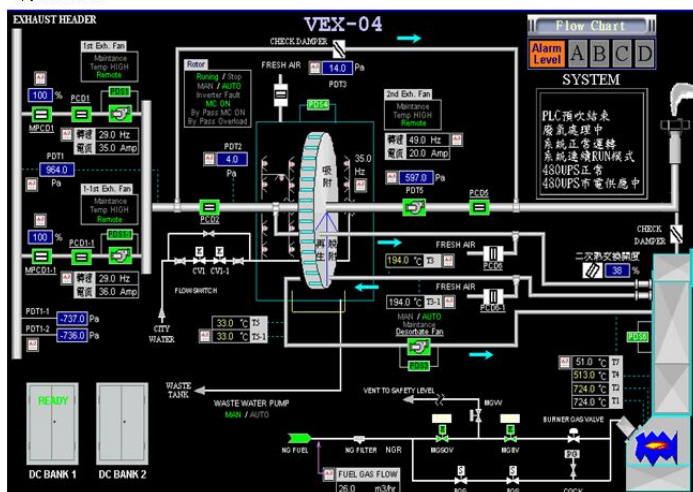 EXHAUST HEADER
VEX-04
Flow Chart
Alarm Level
A B C D
SYSTEM
PLC預吹結束
廢氣處理中
系統正常運轉
系統連續RUN模式
480UPS正常
480UPS市電供應中
1st Exh. Fan
Maintance
Temp HIGH
Remote
100 %
MPCD1
PCD1
PDS1
轉速 29.0 Hz
電流 35.0 Amp
PDT1
964.0
Pa
1-1st Exh. Fan
Maintance
Temp HIGH
Remote
100 %
MPCD1-1
PCD1-1
PDS1-1
轉速 29.0 Hz
電流 36.0 Amp
PDT1-1
-737.0 Pa
PDT1-2
-736.0 Pa
CHECK DAMPER
Rotor
Runing / Stop
MAN / AUTO
Inverter Fault
MC ON
By Pass MC ON
By Pass Overload
FRESH AIR
14.0 Pa
PDT3
PDS4
PDT2
4.0
Pa
PCD2
吸附
再生
脫附
35.0
Hz
2nd Exh. Fan
Maintance
Temp HIGH
Remote
轉速 49.0 Hz
電流 20.0 Amp
597.0
Pa
PDT5
PCD5
CHECK
DAMPER
二次熱交換開度
38 %
CV1
CV1-1
FLOW SWITCH
CITY
WATER
FRESH AIR
194.0 °C T3
PCD6
FRESH AIR
194.0 °C T3-1
PCD6-1
MAN / AUTO
Maintance
Desorbate Fan
33.0 °C T5
33.0 °C T5-1
PDS6
51.0 °C T7
513.0 °C T4
724.0 °C T2
724.0 °C T1
WASTE
TANK
WASTE WATER PUMP
MAN / AUTO
VENT TO SAFETY LEVEL
MGVV
BURNER GAS VALVE
READY
DC BANK 1
DC BANK 2
NG FUEL
NG FILTER
NGR
MGSOV
MGBV
FUEL GAS FLOW
26.0 m3/hr
COCK